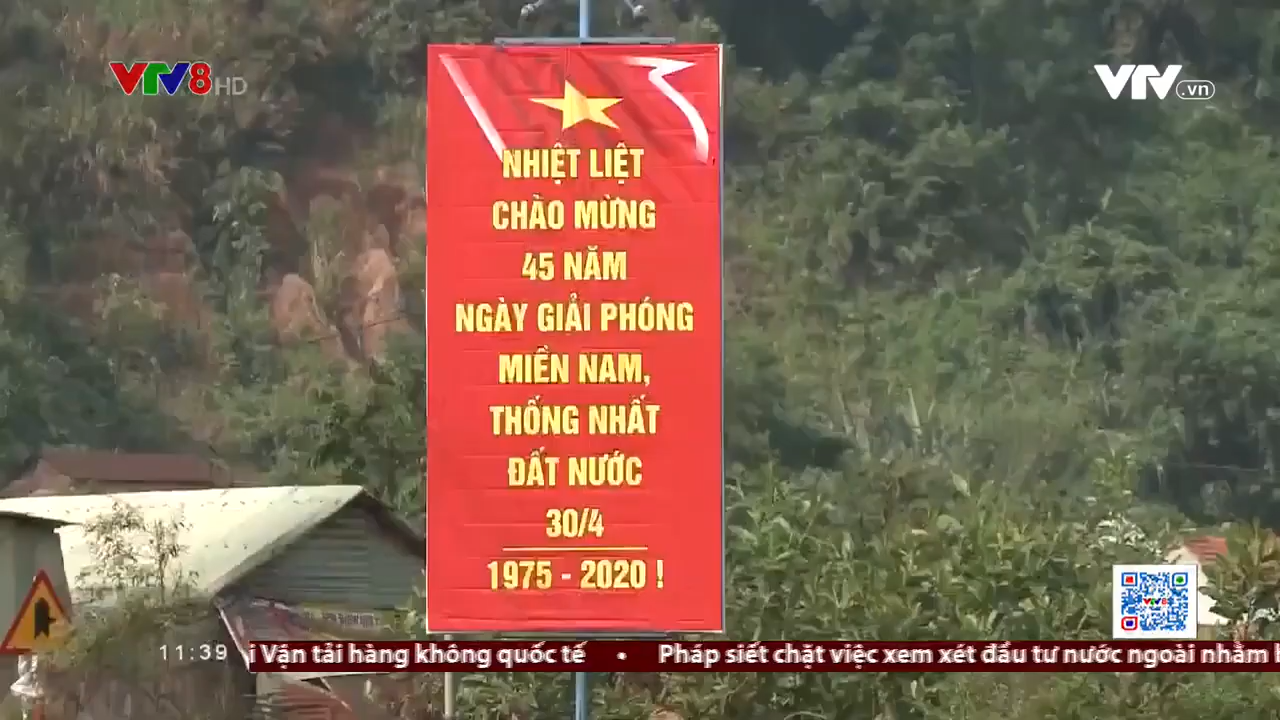 VTV8 HD
VTV.vn
NHIỆT LIỆT
CHÀO MỪNG
45 NĂM
NGÀY GIẢI PHÓNG
MIỀN NAM,
THỐNG NHẤT
ĐẤT NƯỚC
30/4
1975 - 2020 !
VTV8
11:39
i Vận tải hàng không quốc tế • Pháp siết chặt việc xem xét đầu tư nước ngoài nhằm